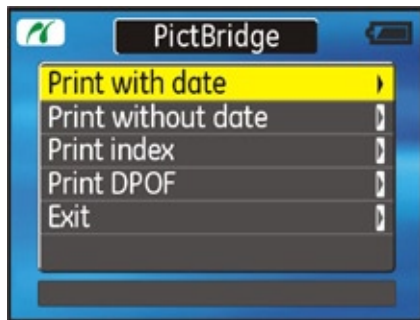 PictBridge
Print with date
Print without date
Print index
Print DPOF
Exit